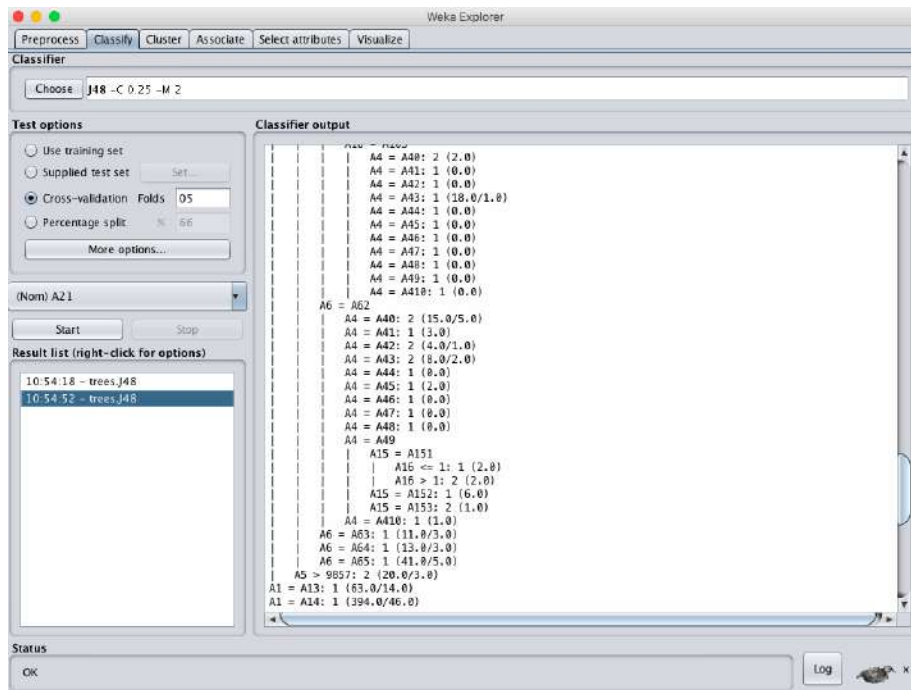 Weka Explorer
Preprocess Classify Cluster Associate Select attributes Visualize
Classifier
Choose J48 -C 0.25 -M 2
Test options
Use training set
Supplied test set Set...
Cross-validation Folds 05
Percentage split % 66
More options...
(Nom) A21
Start Stop
Result list (right-click for options)
10:54:18 - trees.J48
10:54:52 - trees.J48
Classifier output
| | | A10 = A103
| | | | A4 = A40: 2 (2.0)
| | | | A4 = A41: 1 (0.0)
| | | | A4 = A42: 1 (0.0)
| | | | A4 = A43: 1 (18.0/1.0)
| | | | A4 = A44: 1 (0.0)
| | | | A4 = A45: 1 (0.0)
| | | | A4 = A46: 1 (0.0)
| | | | A4 = A47: 1 (0.0)
| | | | A4 = A48: 1 (0.0)
| | | | A4 = A49: 1 (0.0)
| | | | A4 = A410: 1 (0.0)
| | A6 = A62
| | | A4 = A40: 2 (15.0/5.0)
| | | A4 = A41: 1 (3.0)
| | | A4 = A42: 2 (4.0/1.0)
| | | A4 = A43: 2 (8.0/2.0)
| | | A4 = A44: 1 (0.0)
| | | A4 = A45: 1 (2.0)
| | | A4 = A46: 1 (0.0)
| | | A4 = A47: 1 (0.0)
| | | A4 = A48: 1 (0.0)
| | | A4 = A49
| | | | A15 = A151
| | | | | A16 <= 1: 1 (2.0)
| | | | | A16 > 1: 2 (2.0)
| | | | A15 = A152: 1 (6.0)
| | | | A15 = A153: 2 (1.0)
| | | A4 = A410: 1 (1.0)
| | A6 = A63: 1 (11.0/3.0)
| | A6 = A64: 1 (13.0/3.0)
| | A6 = A65: 1 (41.0/5.0)
| A5 > 9857: 2 (20.0/3.0)
A1 = A13: 1 (63.0/14.0)
A1 = A14: 1 (394.0/46.0)
Status
OK
Log
x